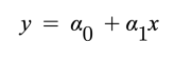 y = α₀ + α₁x